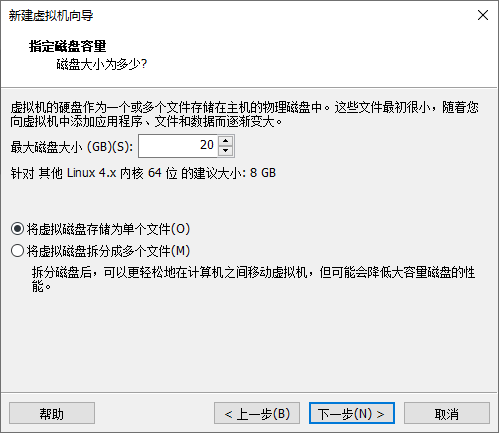 新建虚拟机向导
指定磁盘容量
磁盘大小为多少?
虚拟机的硬盘作为一个或多个文件存储在主机的物理磁盘中。这些文件最初很小，随着您
向虚拟机中添加应用程序、文件和数据而逐渐变大。
最大磁盘大小 (GB)(S): 20
针对 其他 Linux 4.x 内核 64 位 的建议大小: 8 GB
将虚拟磁盘存储为单个文件(O)
将虚拟磁盘拆分成多个文件(M)
拆分磁盘后，可以更轻松地在计算机之间移动虚拟机，但可能会降低大容量磁盘的性
能。
帮助 < 上一步(B) 下一步(N) > 取消